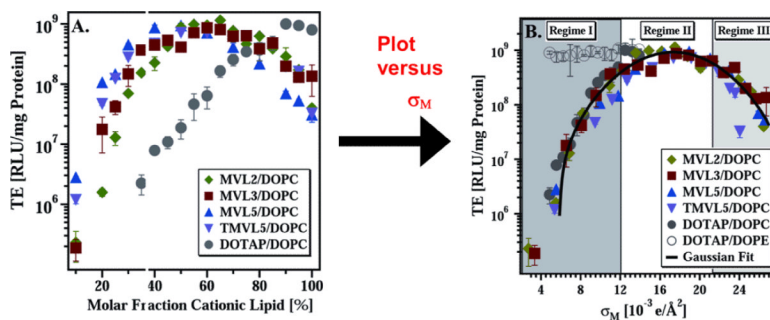 A.
10⁹
10⁸
10⁷
10⁶
TE [RLU/mg Protein]
MVL2/DOPC
MVL3/DOPC
MVL5/DOPC
TMVL5/DOPC
DOTAP/DOPC
0 20 40 60 80 100
Molar Fraction Cationic Lipid [%]
Plot
versus
σM
B.
Regime I Regime II Regime III
10⁹
10⁸
10⁷
10⁶
TE [RLU/mg Protein]
MVL2/DOPC
MVL3/DOPC
MVL5/DOPC
TMVL5/DOPC
DOTAP/DOPC
DOTAP/DOPE
Gaussian Fit
4 8 12 16 20 24
σM [10⁻³ e/Å²]